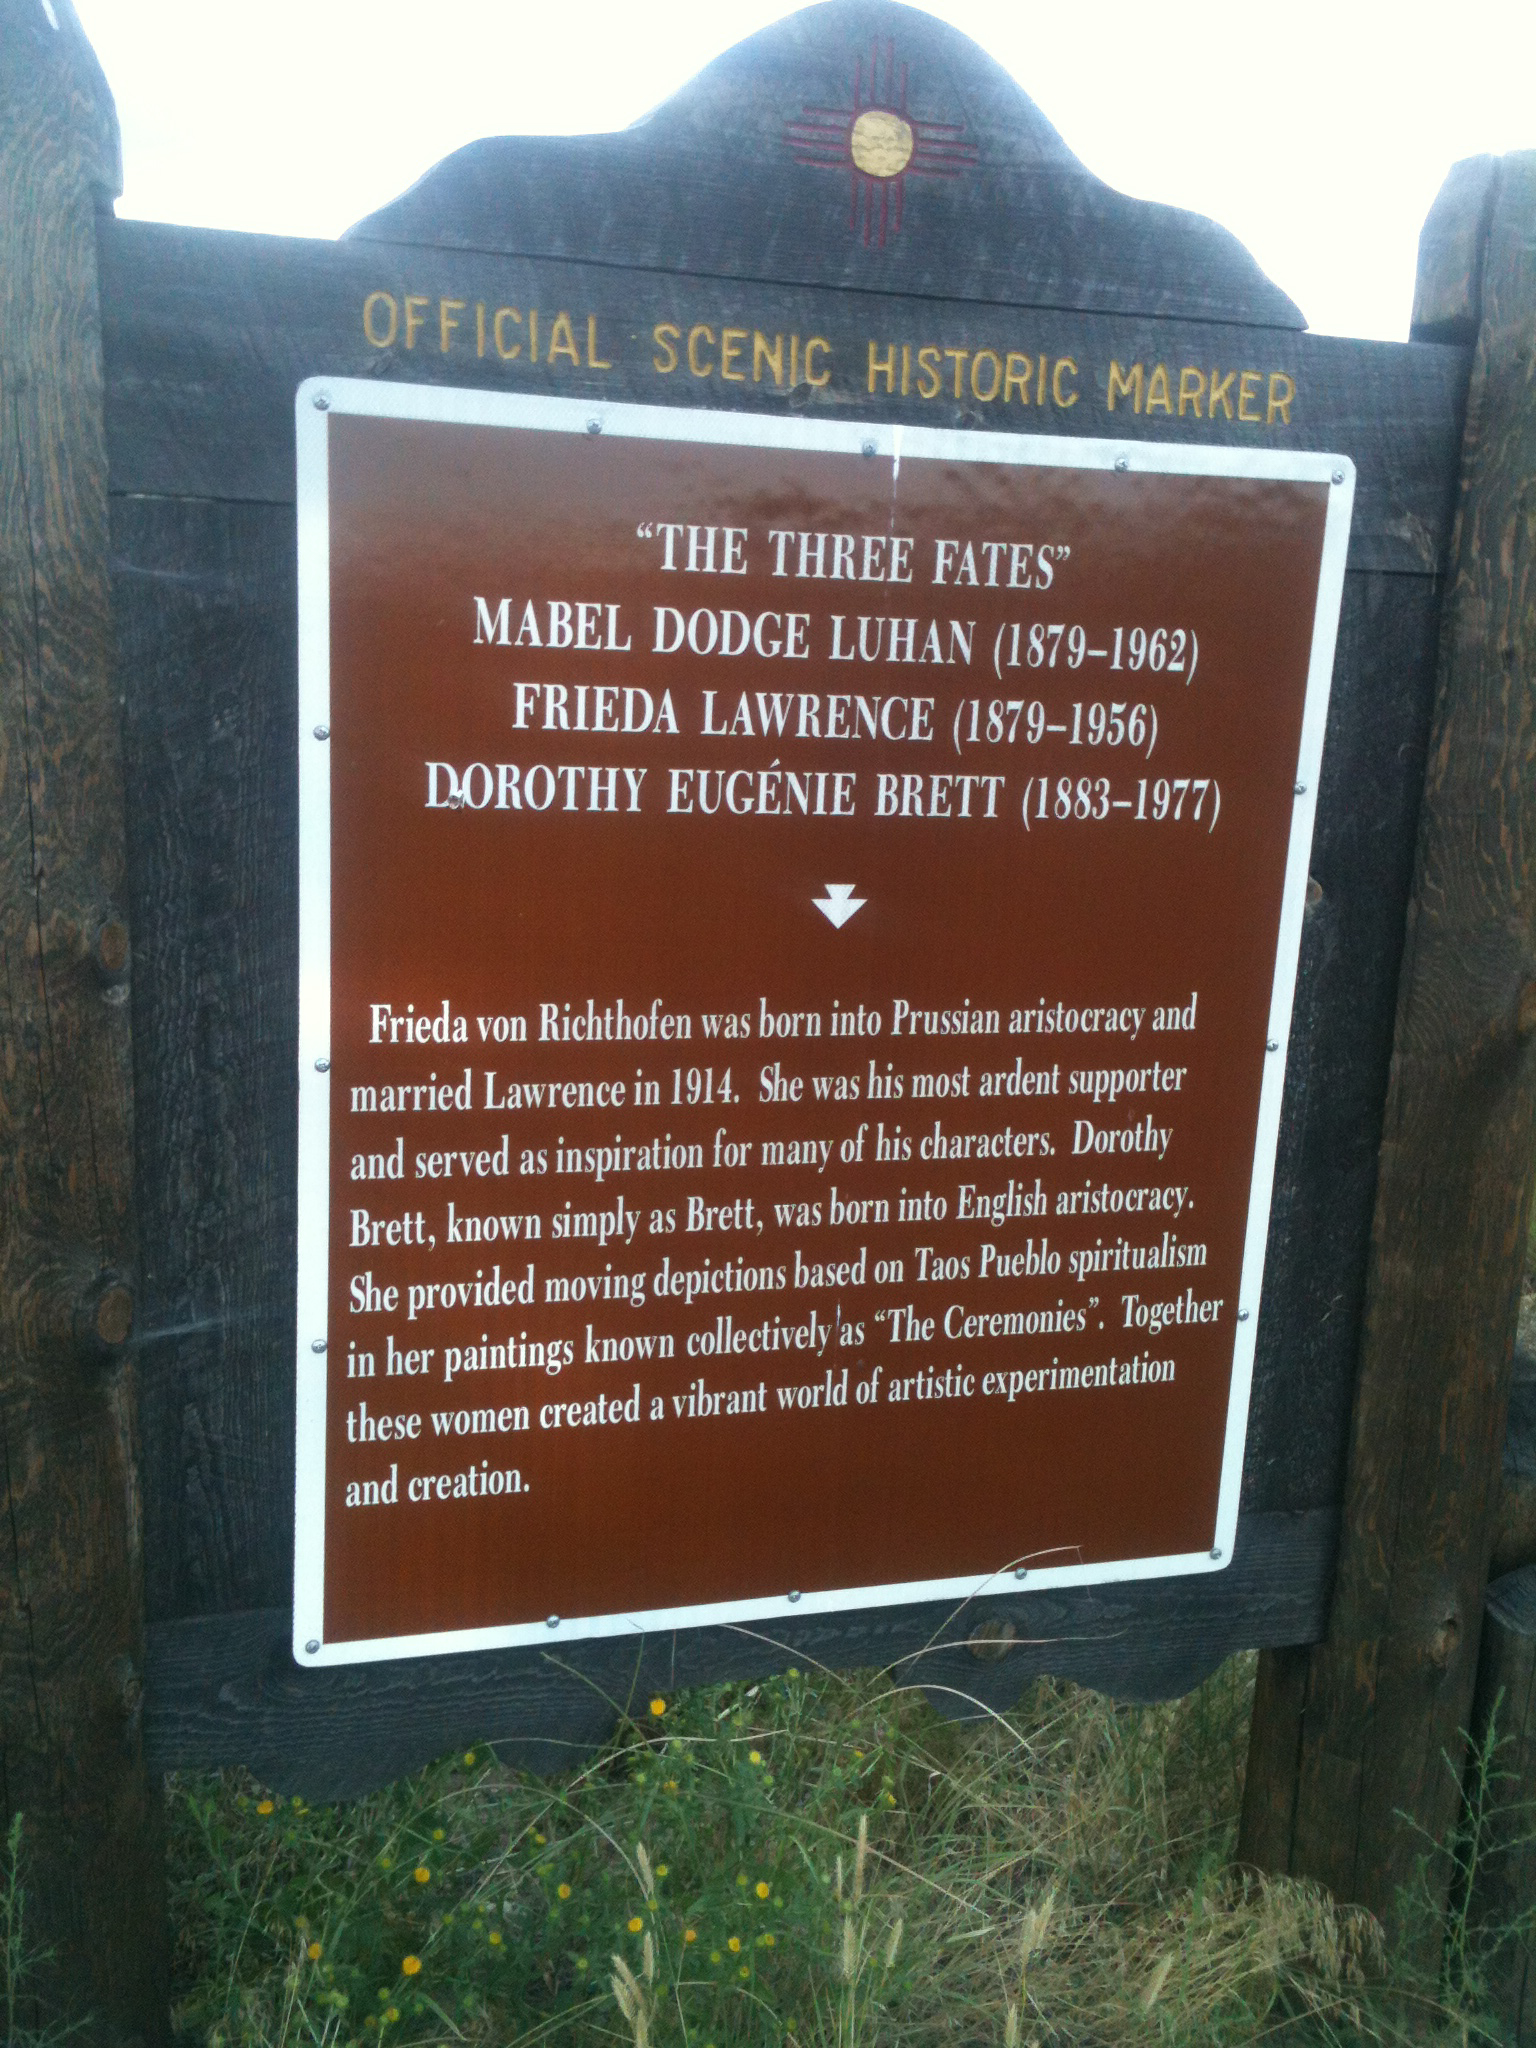 OFFICIAL SCENIC HISTORIC MARKER
“THE THREE FATES”
MABEL DODGE LUHAN (1879–1962)
FRIEDA LAWRENCE (1879–1956)
DOROTHY EUGÉNIE BRETT (1883–1977)
Frieda von Richthofen was born into Prussian aristocracy and
married Lawrence in 1914. She was his most ardent supporter
and served as inspiration for many of his characters. Dorothy
Brett, known simply as Brett, was born into English aristocracy.
She provided moving depictions based on Taos Pueblo spiritualism
in her paintings known collectively as “The Ceremonies”. Together
these women created a vibrant world of artistic experimentation
and creation.